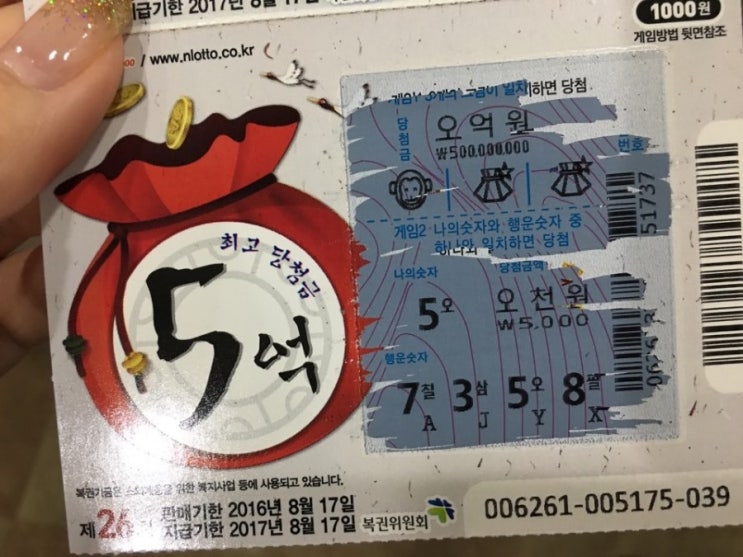 지급기한 2017년 8월 17일
1000원
게임방법 뒷면참조
/ www.nlotto.co.kr
최고 당첨금
5억
일치하면 당첨
당첨금
오억원
₩500,000,000
번호
51737
게임2 나의숫자와 행운숫자 중
하나와 일치하면 당첨
나의숫자
당첨금액
5 오
오천원
₩5,000
행운숫자
7 칠 3 삼 5 오 8 팔
A J Y X
복권기금은 을 위한 복지사업 등에 사용되고 있습니다.
제26
판매기한 2016년 8월 17일
지급기한 2017년 8월 17일
복권위원회
006261-005175-039